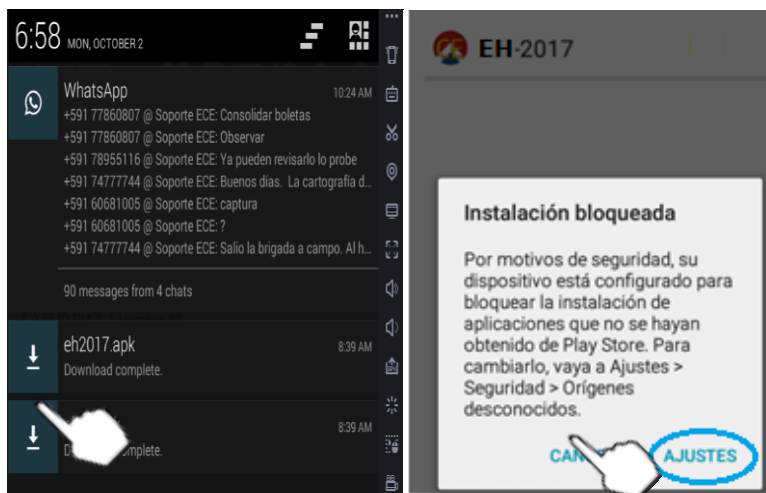 6:58 MON, OCTOBER 2
WhatsApp 10:24 AM
+591 77860807 @ Soporte ECE: Consolidar boletas
+591 77860807 @ Soporte ECE: Observar
+591 78955116 @ Soporte ECE: Ya pueden revisarlo lo probe
+591 74777744 @ Soporte ECE: Buenos días. La cartografía d...
+591 60681005 @ Soporte ECE: captura
+591 60681005 @ Soporte ECE: ?
+591 74777744 @ Soporte ECE: Salio la brigada a campo. Al h...
90 messages from 4 chats
eh2017.apk 8:39 AM
Download complete.
8:39 AM
EH-2017
Instalación bloqueada
Por motivos de seguridad, su
dispositivo está configurado para
bloquear la instalación de
aplicaciones que no se hayan
obtenido de Play Store. Para
cambiarlo, vaya a Ajustes >
Seguridad > Orígenes
desconocidos.
AJUSTES